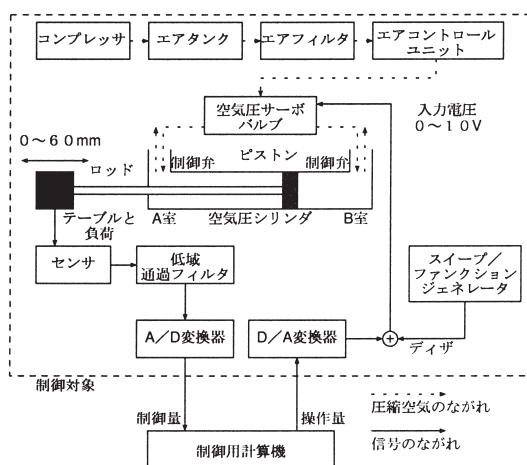 コンプレッサ
エアタンク
エアフィルタ
エアコントロール
ユニット
空気圧サーボ
バルブ
入力電圧
0〜10V
0〜60mm
ロッド
制御弁
ピストン
制御弁
テーブルと
負荷
A室
空気圧シリンダ
B室
センサ
低域
通過フィルタ
スイープ／
ファンクション
ジェネレータ
A／D変換器
D／A変換器
＋
ディザ
制御対象
制御量
操作量
圧縮空気のながれ
信号のながれ
制御用計算機